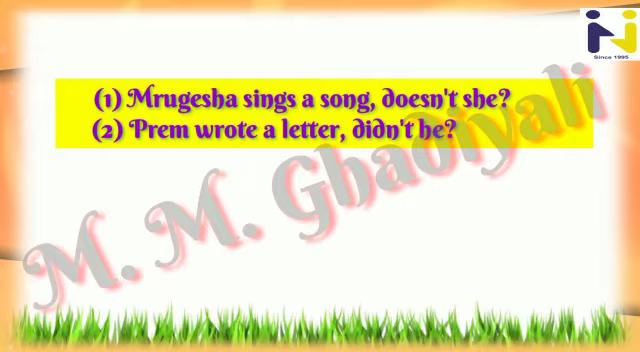 Since 1995
(1) Mrugesha sings a song, doesn't she?
(2) Prem wrote a letter, didn't he?
M. M. Ghadiyali